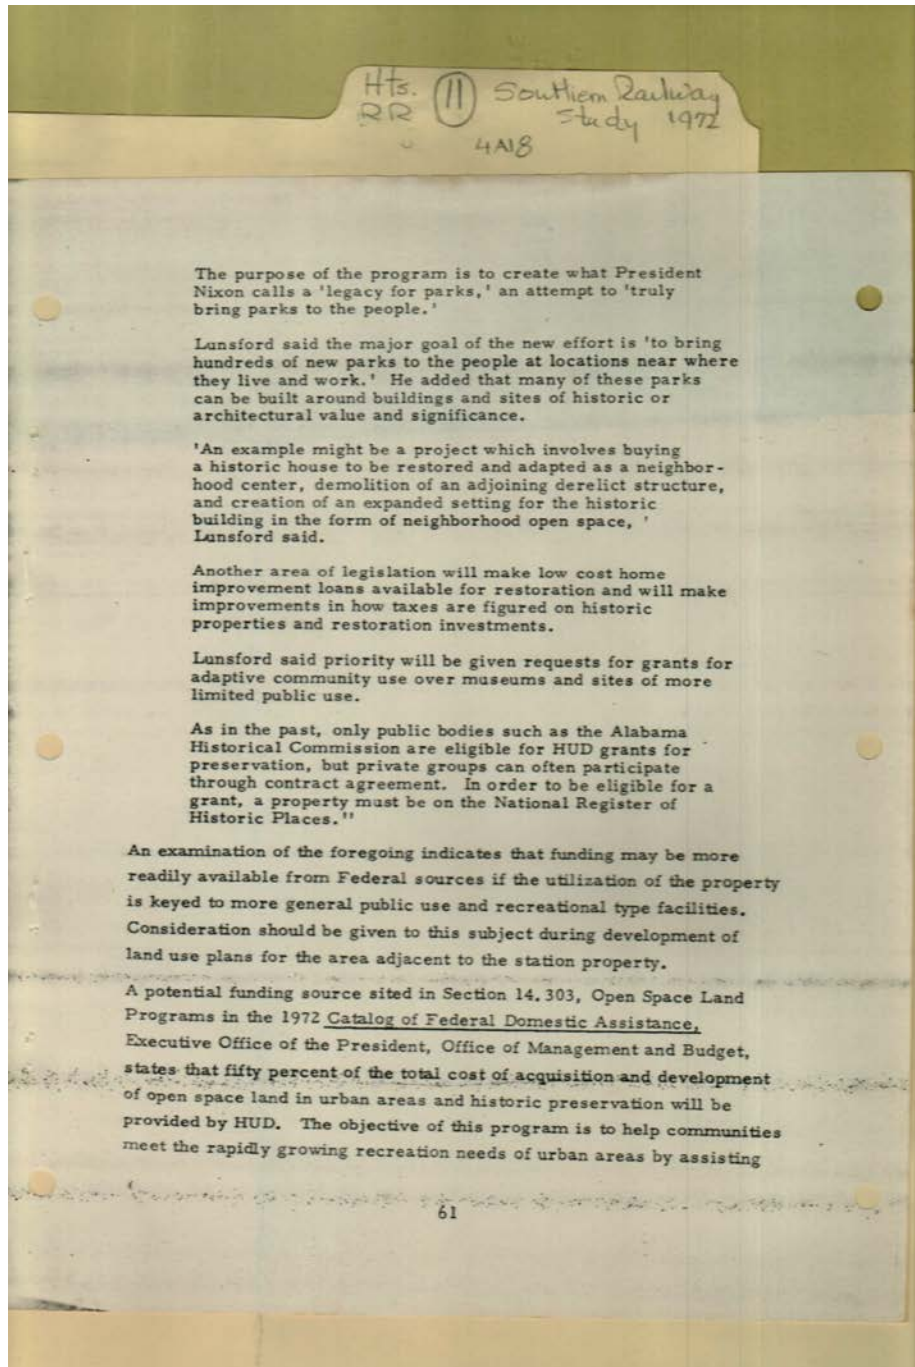 Hts. 11 Southern Railway
RR Study 1972
4A18
The purpose of the program is to create what President
Nixon calls a 'legacy for parks,' an attempt to 'truly
bring parks to the people.'
Lunsford said the major goal of the new effort is 'to bring
hundreds of new parks to the people at locations near where
they live and work.' He added that many of these parks
can be built around buildings and sites of historic or
architectural value and significance.
'An example might be a project which involves buying
a historic house to be restored and adapted as a neighbor-
hood center, demolition of an adjoining derelict structure,
and creation of an expanded setting for the historic
building in the form of neighborhood open space, '
Lunsford said.
Another area of legislation will make low cost home
improvement loans available for restoration and will make
improvements in how taxes are figured on historic
properties and restoration investments.
Lunsford said priority will be given requests for grants for
adaptive community use over museums and sites of more
limited public use.
As in the past, only public bodies such as the Alabama
Historical Commission are eligible for HUD grants for
preservation, but private groups can often participate
through contract agreement. In order to be eligible for a
grant, a property must be on the National Register of
Historic Places."
An examination of the foregoing indicates that funding may be more
readily available from Federal sources if the utilization of the property
is keyed to more general public use and recreational type facilities.
Consideration should be given to this subject during development of
land use plans for the area adjacent to the station property.
A potential funding source sited in Section 14.303, Open Space Land
Programs in the 1972 Catalog of Federal Domestic Assistance,
Executive Office of the President, Office of Management and Budget,
states that fifty percent of the total cost of acquisition and development
of open space land in urban areas and historic preservation will be
provided by HUD. The objective of this program is to help communities
meet the rapidly growing recreation needs of urban areas by assisting
61